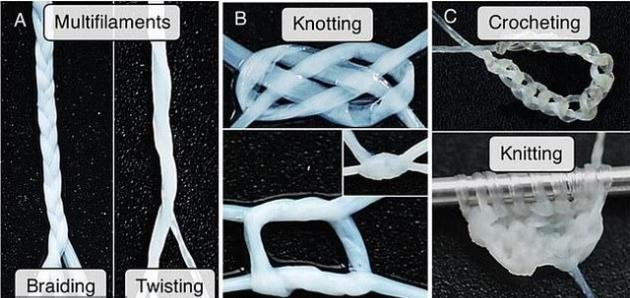 A
Multifilaments
Braiding
Twisting
B
Knotting
C
Crocheting
Knitting